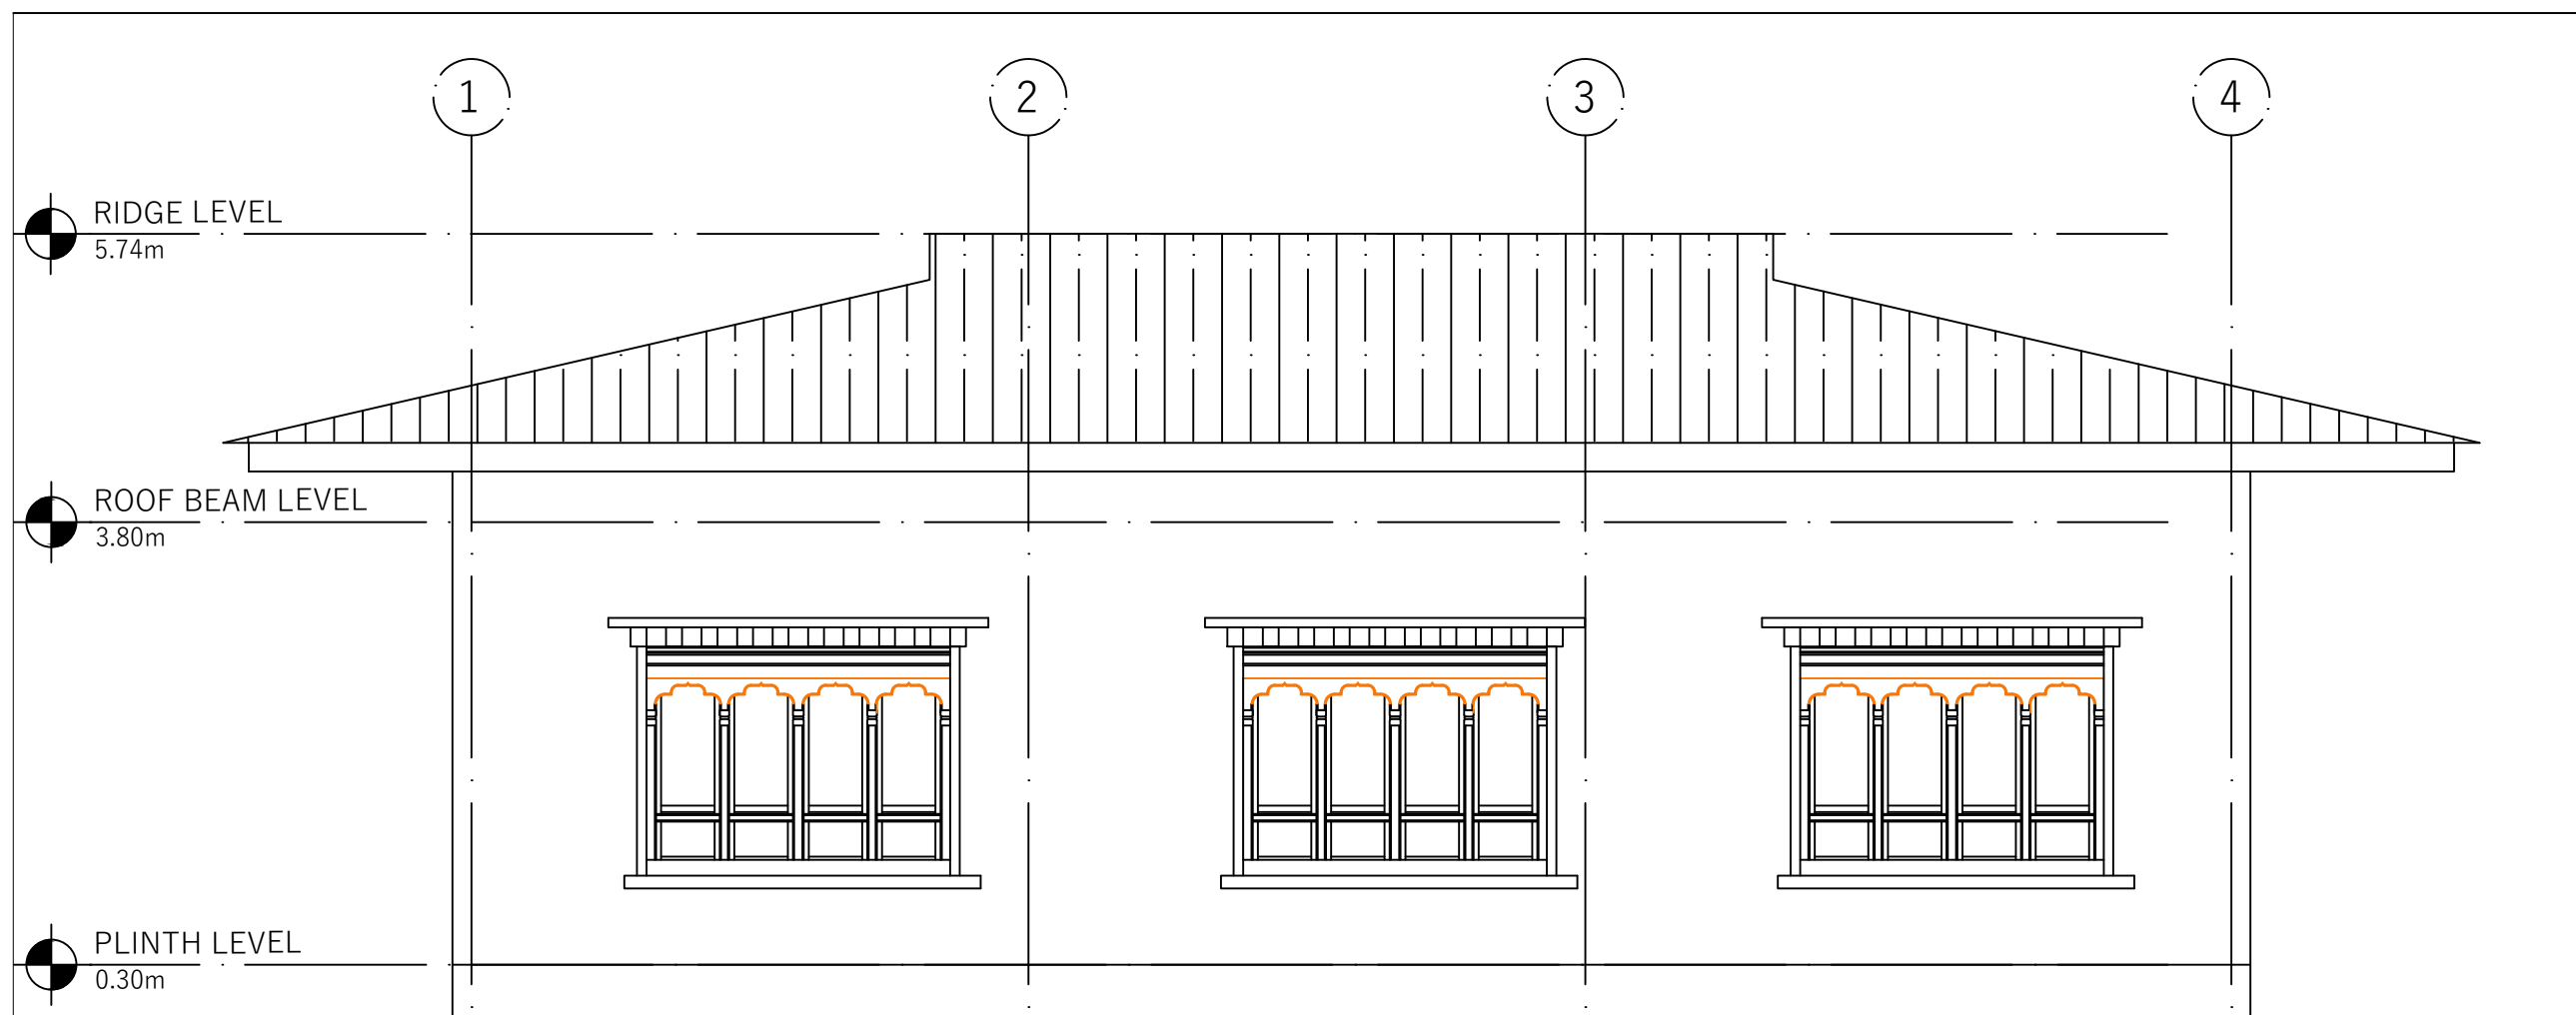 1 2 3 4
RIDGE LEVEL
5.74m
ROOF BEAM LEVEL
3.80m
PLINTH LEVEL
0.30m